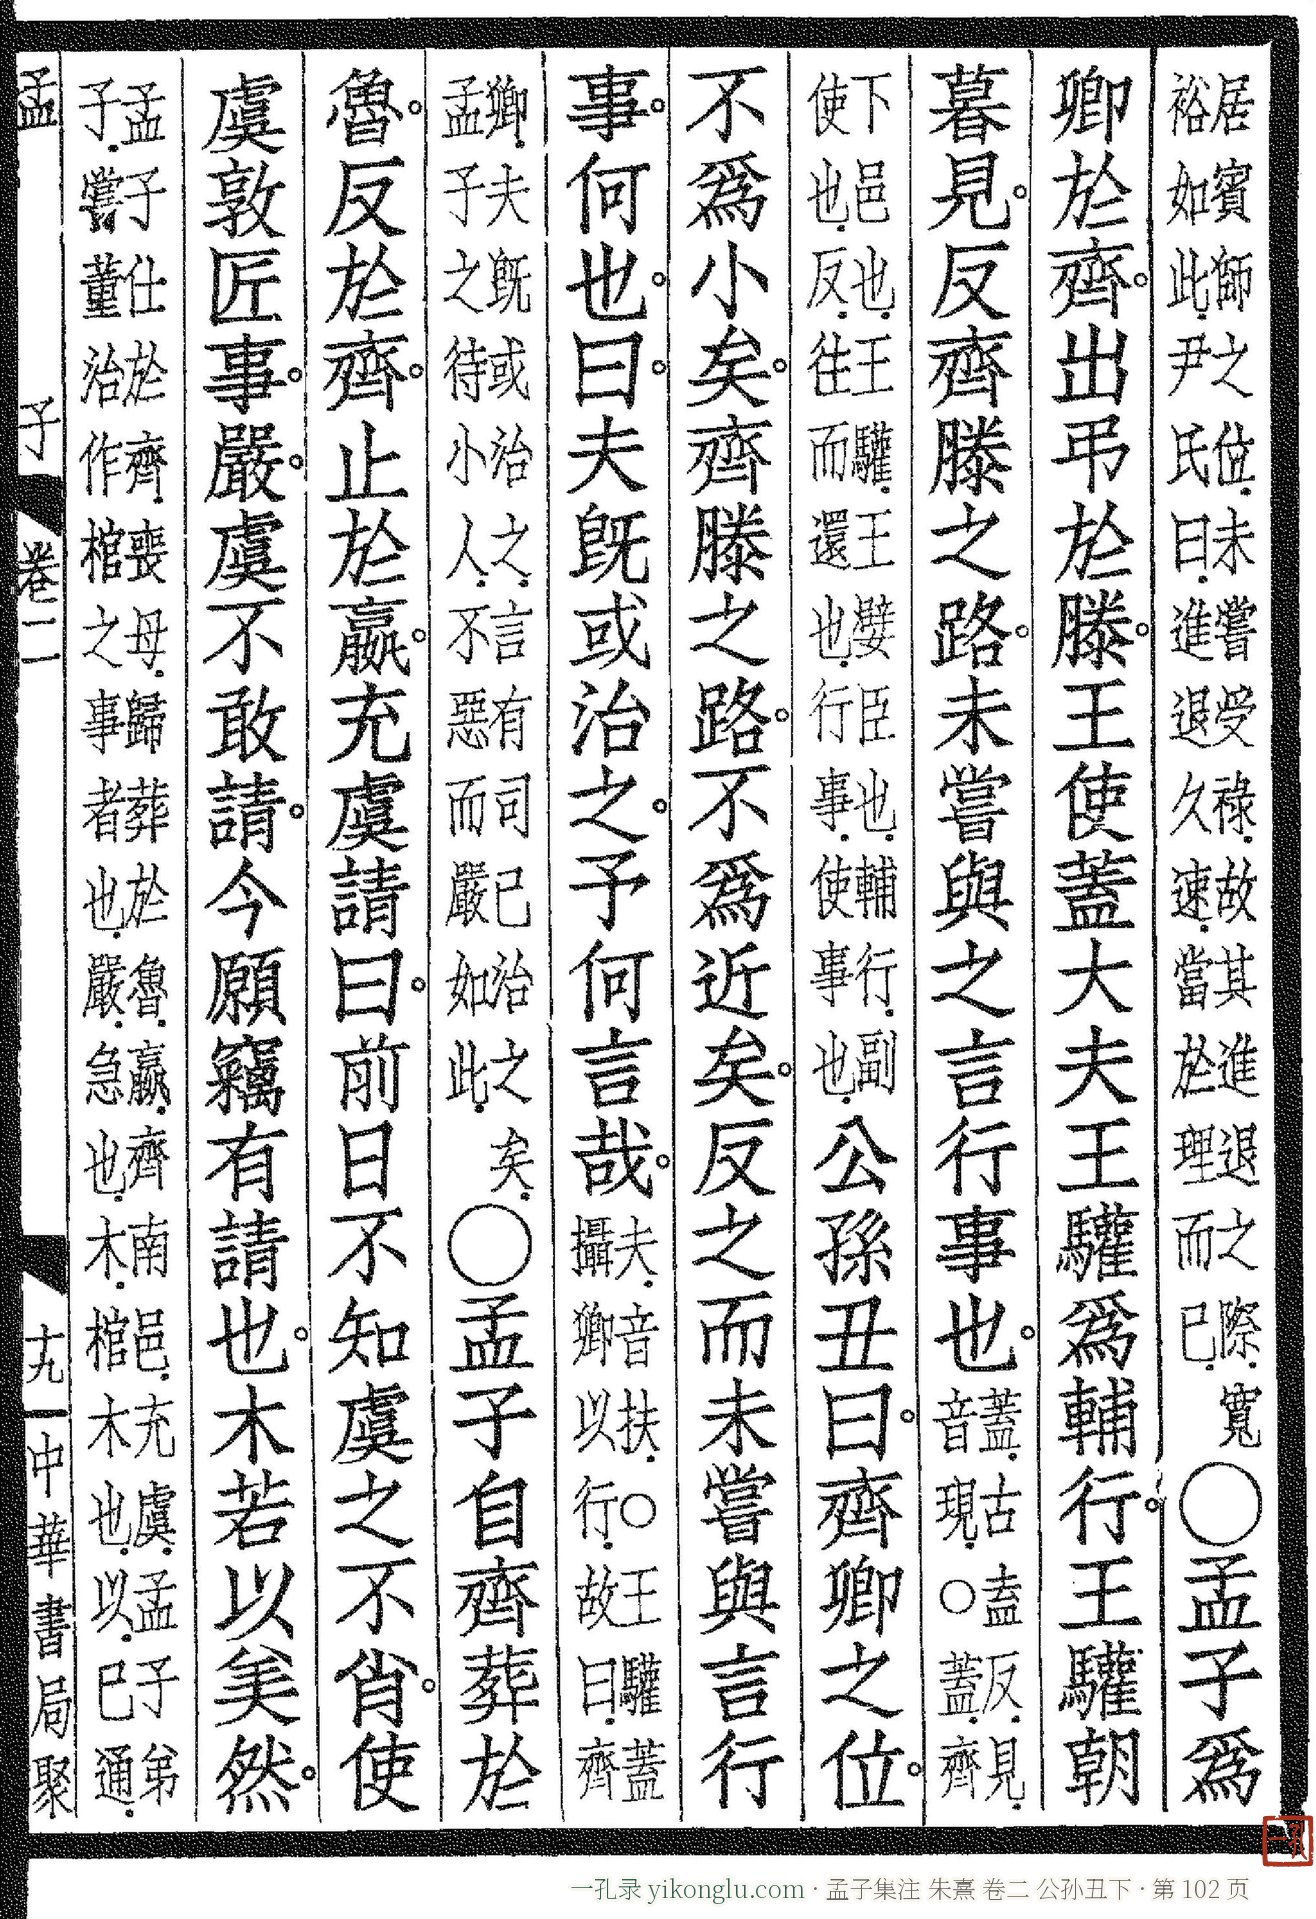 居賓師之位.未嘗受祿.故其進退之際.寬
裕如此.尹氏曰.進退久速.當於理而已.
○孟子爲
卿於齊。出弔於滕。王使蓋大夫王驩爲輔行。王驩朝
暮見。反齊滕之路。未嘗與之言行事也。
蓋.古盍反.見.
音現.○蓋.齊
下邑也.王驩.王嬖臣也.輔行.副
使也.反.往而還也.行事.使事也.
公孫丑曰。齊卿之位。
不爲小矣。齊滕之路。不爲近矣。反之而未嘗與言行
事。何也。曰。夫既或治之。予何言哉。
夫.音扶.○王驩蓋
攝卿以行.故曰.齊
卿.夫既或治之.言有司已治之矣.
孟子之待小人.不惡而嚴如此.
○孟子自齊葬於
魯。反於齊。止於嬴。充虞請曰。前日不知虞之不肖。使
虞敦匠事。嚴。虞不敢請。今願竊有請也。木若以美然。
孟子仕於齊.喪母.歸葬於魯.嬴.齊南邑.充虞.孟子弟
子.嘗董治作棺之事者也.嚴.急也.木.棺木也.以.已通.
孟子 卷二 十九 中華書局聚
一孔录 yikonglu.com · 孟子集注 朱熹 卷二 公孙丑下 · 第 102 页